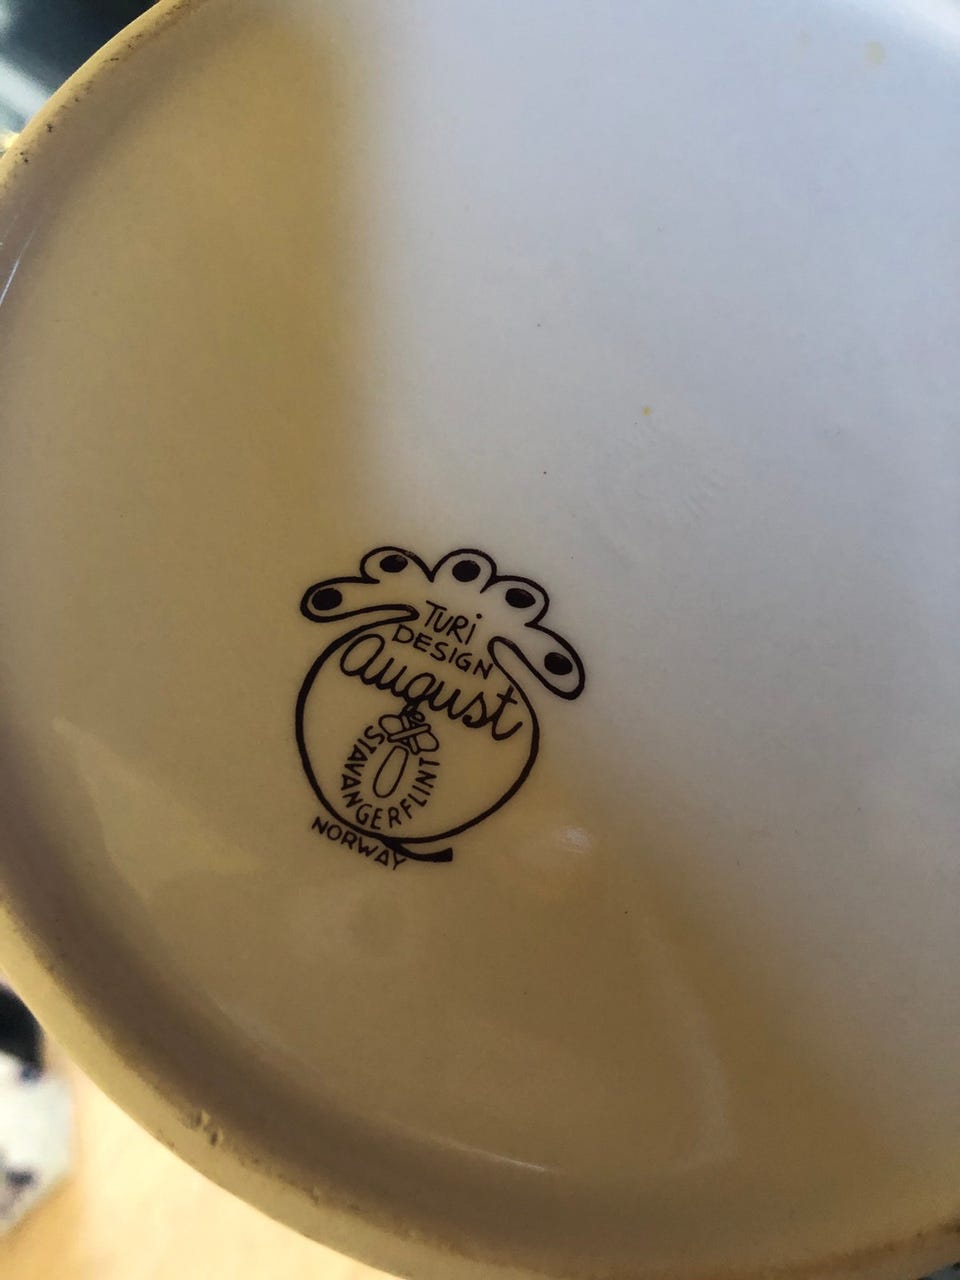 TURi
DESIGN
august
STAVANGERFLINT
NORWAY